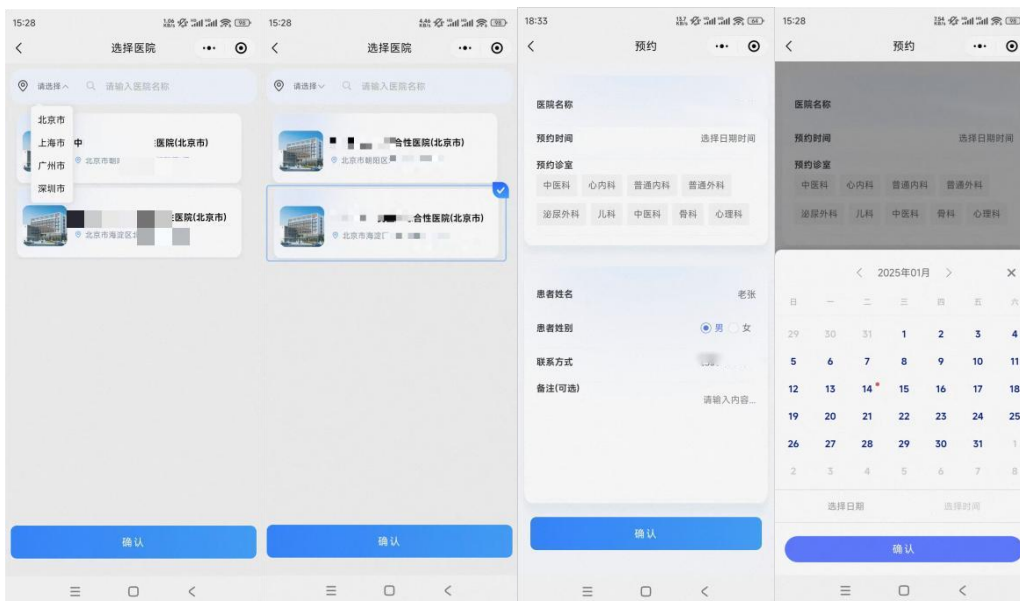 15:28
选择医院
请选择
请输入医院名称
北京市
上海市
广州市
深圳市
中
医院(北京市)
北京市朝
生医院(北京市)
北京市海淀区
15:28
选择医院
请选择
请输入医院名称
合性医院(北京市)
北京市朝阳区
合性医院(北京市)
北京市海淀
确认
确认
18:33
预约
医院名称
预约时间 选择日期时间
预约诊室
中医科 心内科 普通内科 普通外科
泌尿外科 儿科 中医科 骨科 心理科
患者姓名 老张
患者姓别 男 女
联系方式
备注(可选)
请输入内容...
确认
15:28
预约
医院名称
预约时间 选择日期时间
预约诊室
中医科 心内科 普通内科 普通外科
泌尿外科 儿科 中医科 骨科 心理科
2025年01月
日 一 二 三 四 五 六
29 30 31 1 2 3 4
5 6 7 8 9 10 11
12 13 14 15 16 17 18
19 20 21 22 23 24 25
26 27 28 29 30 31 1
2 3 4 5 6 7 8
选择日期 选择时间
确认